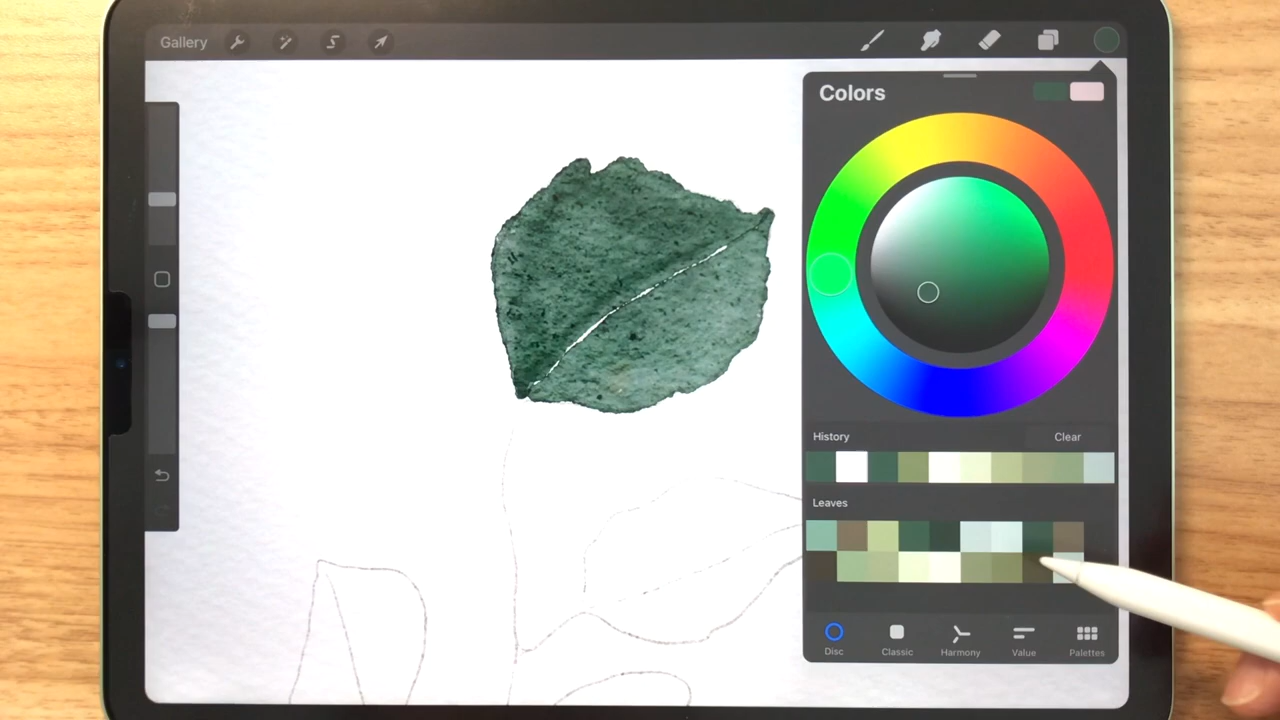 Gallery
Colors
History
Clear
Leaves
Disc
Classic
Harmony
Value
Palettes